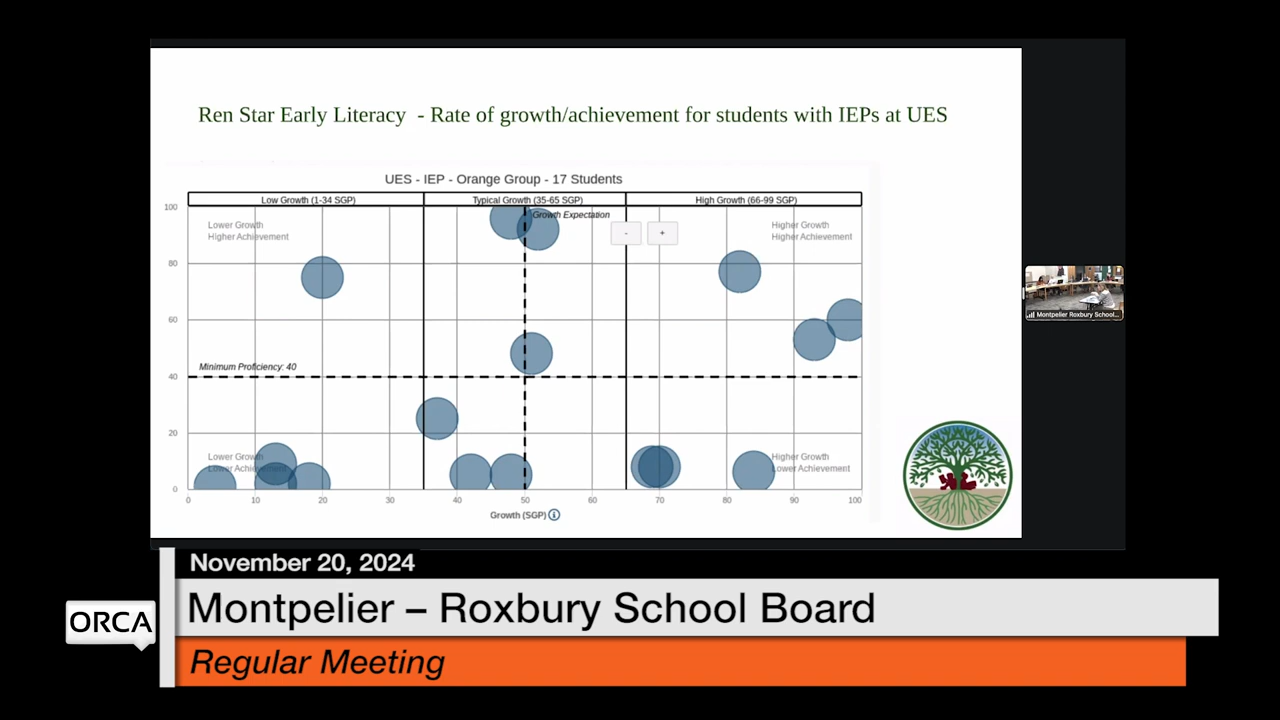 Ren Star Early Literacy - Rate of growth/achievement for students with IEPs at UES
UES - IEP - Orange Group - 17 Students
Low Growth (1-34 SGP)
Typical Growth (35-65 SGP)
High Growth (66-99 SGP)
Growth Expectation
- +
Lower Growth
Higher Achievement
Higher Growth
Higher Achievement
100
80
60
40
20
0
Minimum Proficiency: 40
Lower Growth
Lower Achievement
Higher Growth
Lower Achievement
0 10 20 30 40 50 60 70 80 90 100
Growth (SGP) i
Montpelier Roxbury School...
November 20, 2024
ORCA
Montpelier – Roxbury School Board
Regular Meeting